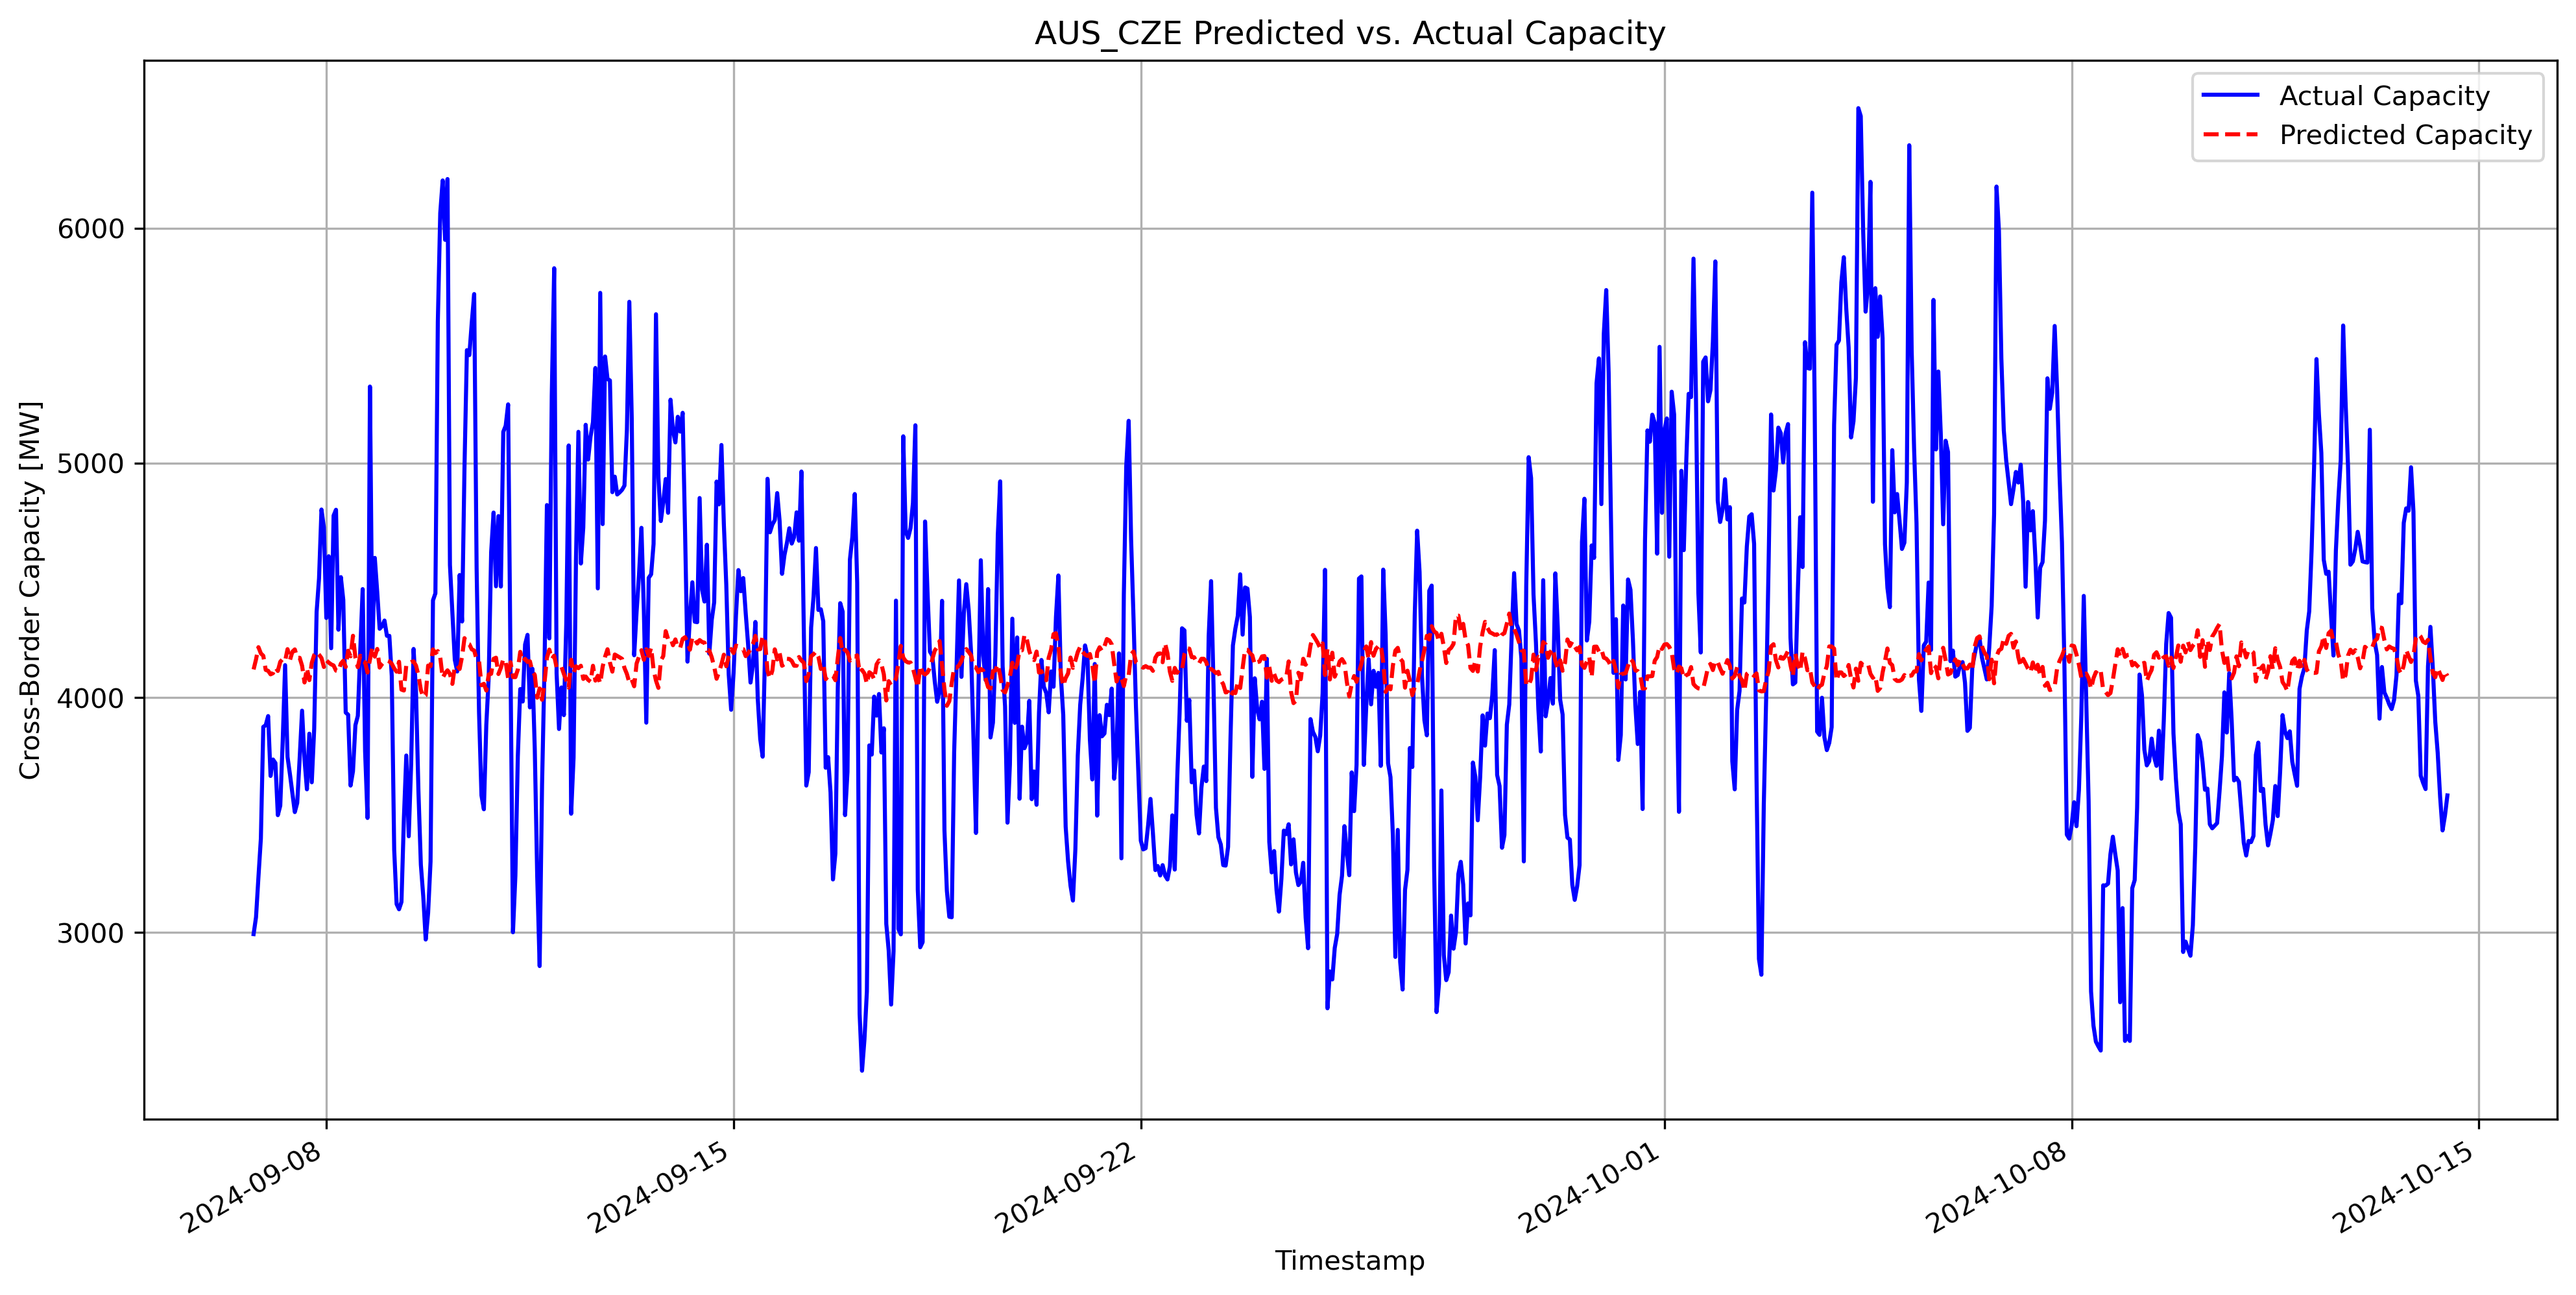 AUS_CZE Predicted vs. Actual Capacity
Actual Capacity
Predicted Capacity
Cross-Border Capacity [MW]
6000
5000
4000
3000
2024-09-08
2024-09-15
2024-09-22
2024-10-01
2024-10-08
2024-10-15
Timestamp